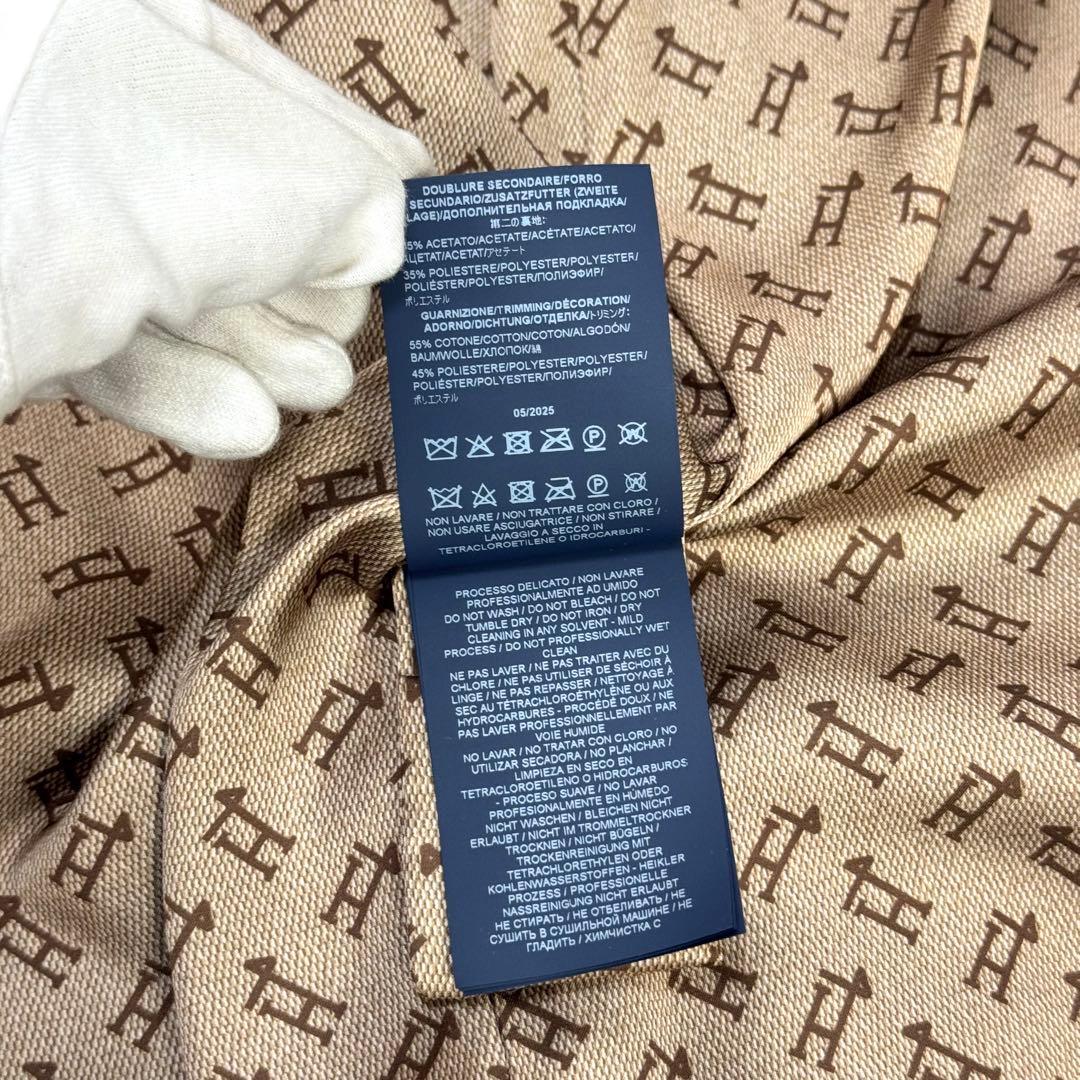 DOUBLURE SECONDAIRE/FORRO
SECUNDARIO/ZUSATZFUTTER (ZWEITE
LAGE)/ДОПОЛНИТЕЛЬНАЯ ПОДКЛАДКА/
第二の裏地:
5% ACETATO/ACETATE/ACÉTATE/ACETATO/
АЦЕТАТ/ACETAT/アセテート
35% POLIESTERE/POLYESTER/POLYESTER/
POLIÉSTER/POLYESTER/ПОЛИЭФИР/
ポリエステル
GUARNIZIONE/TRIMMING/DÉCORATION/
ADORNO/DICHTUNG/ОТДЕЛКА/トリミング:
55% COTONE/COTTON/COTON/ALGODÓN/
BAUMWOLLE/ХЛОПОК/綿
45% POLIESTERE/POLYESTER/POLYESTER/
POLIÉSTER/POLYESTER/ПОЛИЭФИР/
ポリエステル
05/2025
P W
P W
NON LAVARE / NON TRATTARE CON CLORO /
NON USARE ASCIUGATRICE / NON STIRARE /
LAVAGGIO A SECCO IN
TETRACLOROETILENE O IDROCARBURI -
PROCESSO DELICATO / NON LAVARE
PROFESSIONALMENTE AD UMIDO
DO NOT WASH / DO NOT BLEACH / DO NOT
TUMBLE DRY / DO NOT IRON / DRY
CLEANING IN ANY SOLVENT - MILD
PROCESS / DO NOT PROFESSIONALLY WET
CLEAN
NE PAS LAVER / NE PAS TRAITER AVEC DU
CHLORE / NE PAS UTILISER DE SÉCHOIR À
LINGE / NE PAS REPASSER / NETTOYAGE À
SEC AU TÉTRACHLOROÉTHYLÈNE OU AUX
HYDROCARBURES - PROCÉDÉ DOUX / NE
PAS LAVER PROFESSIONNELLEMENT PAR
VOIE HUMIDE
NO LAVAR / NO TRATAR CON CLORO / NO
UTILIZAR SECADORA / NO PLANCHAR /
LIMPIEZA EN SECO EN
TETRACLOROETILENO O HIDROCARBUROS
- PROCESO SUAVE / NO LAVAR
PROFESIONALMENTE EN HÚMEDO
NICHT WASCHEN / BLEICHEN NICHT
ERLAUBT / NICHT IM TROMMELTROCKNER
TROCKNEN / NICHT BÜGELN /
TROCKENREINIGUNG MIT
TETRACHLORETHYLEN ODER
KOHLENWASSERSTOFFEN - HEIKLER
PROZESS / PROFESSIONELLE
NASSREINIGUNG NICHT ERLAUBT
НЕ СТИРАТЬ / НЕ ОТБЕЛИВАТЬ / НЕ
СУШИТЬ В СУШИЛЬНОЙ МАШИНЕ / НЕ
ГЛАДИТЬ / ХИМЧИСТКА С